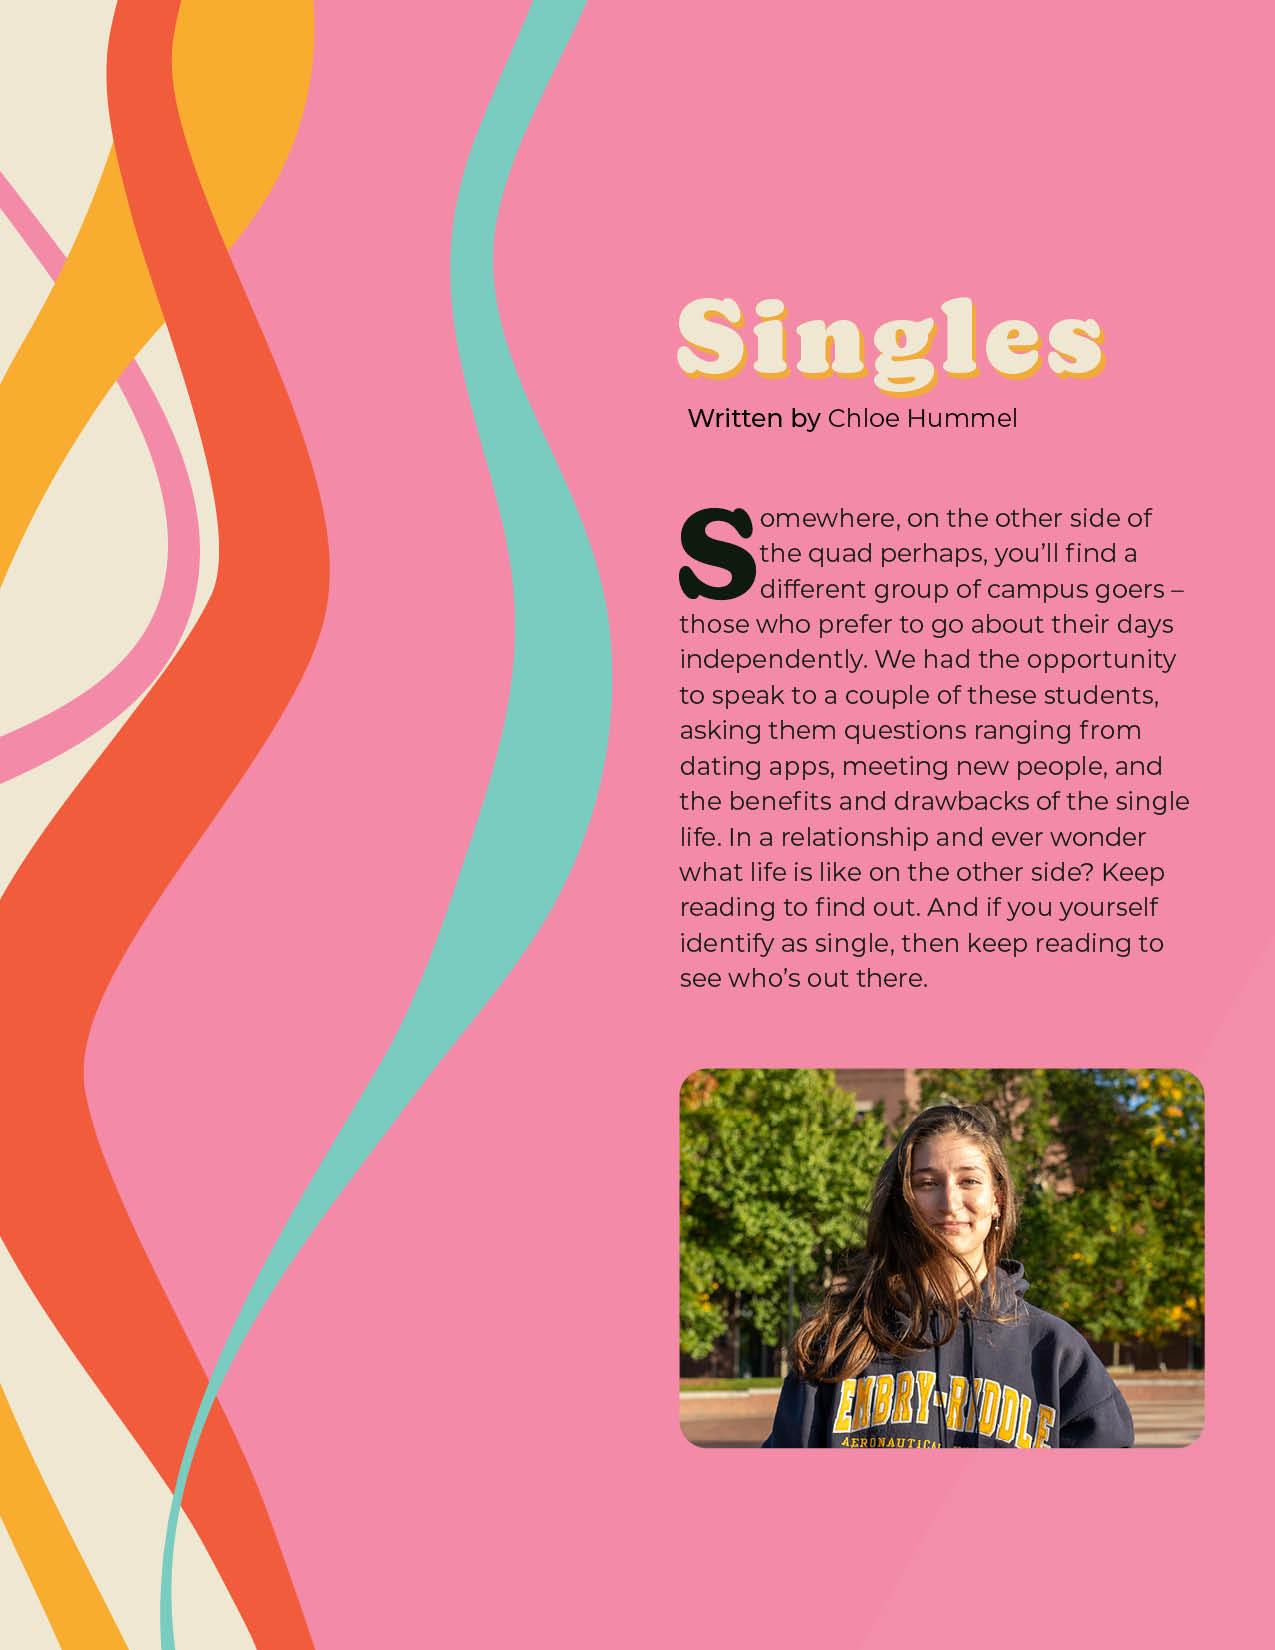 Singles
Written by Chloe Hummel
Somewhere, on the other side of
the quad perhaps, you’ll find a
different group of campus goers –
those who prefer to go about their days
independently. We had the opportunity
to speak to a couple of these students,
asking them questions ranging from
dating apps, meeting new people, and
the benefits and drawbacks of the single
life. In a relationship and ever wonder
what life is like on the other side? Keep
reading to find out. And if you yourself
identify as single, then keep reading to
see who’s out there.
EMBRY-RIDDLE
AERONAUTICAL